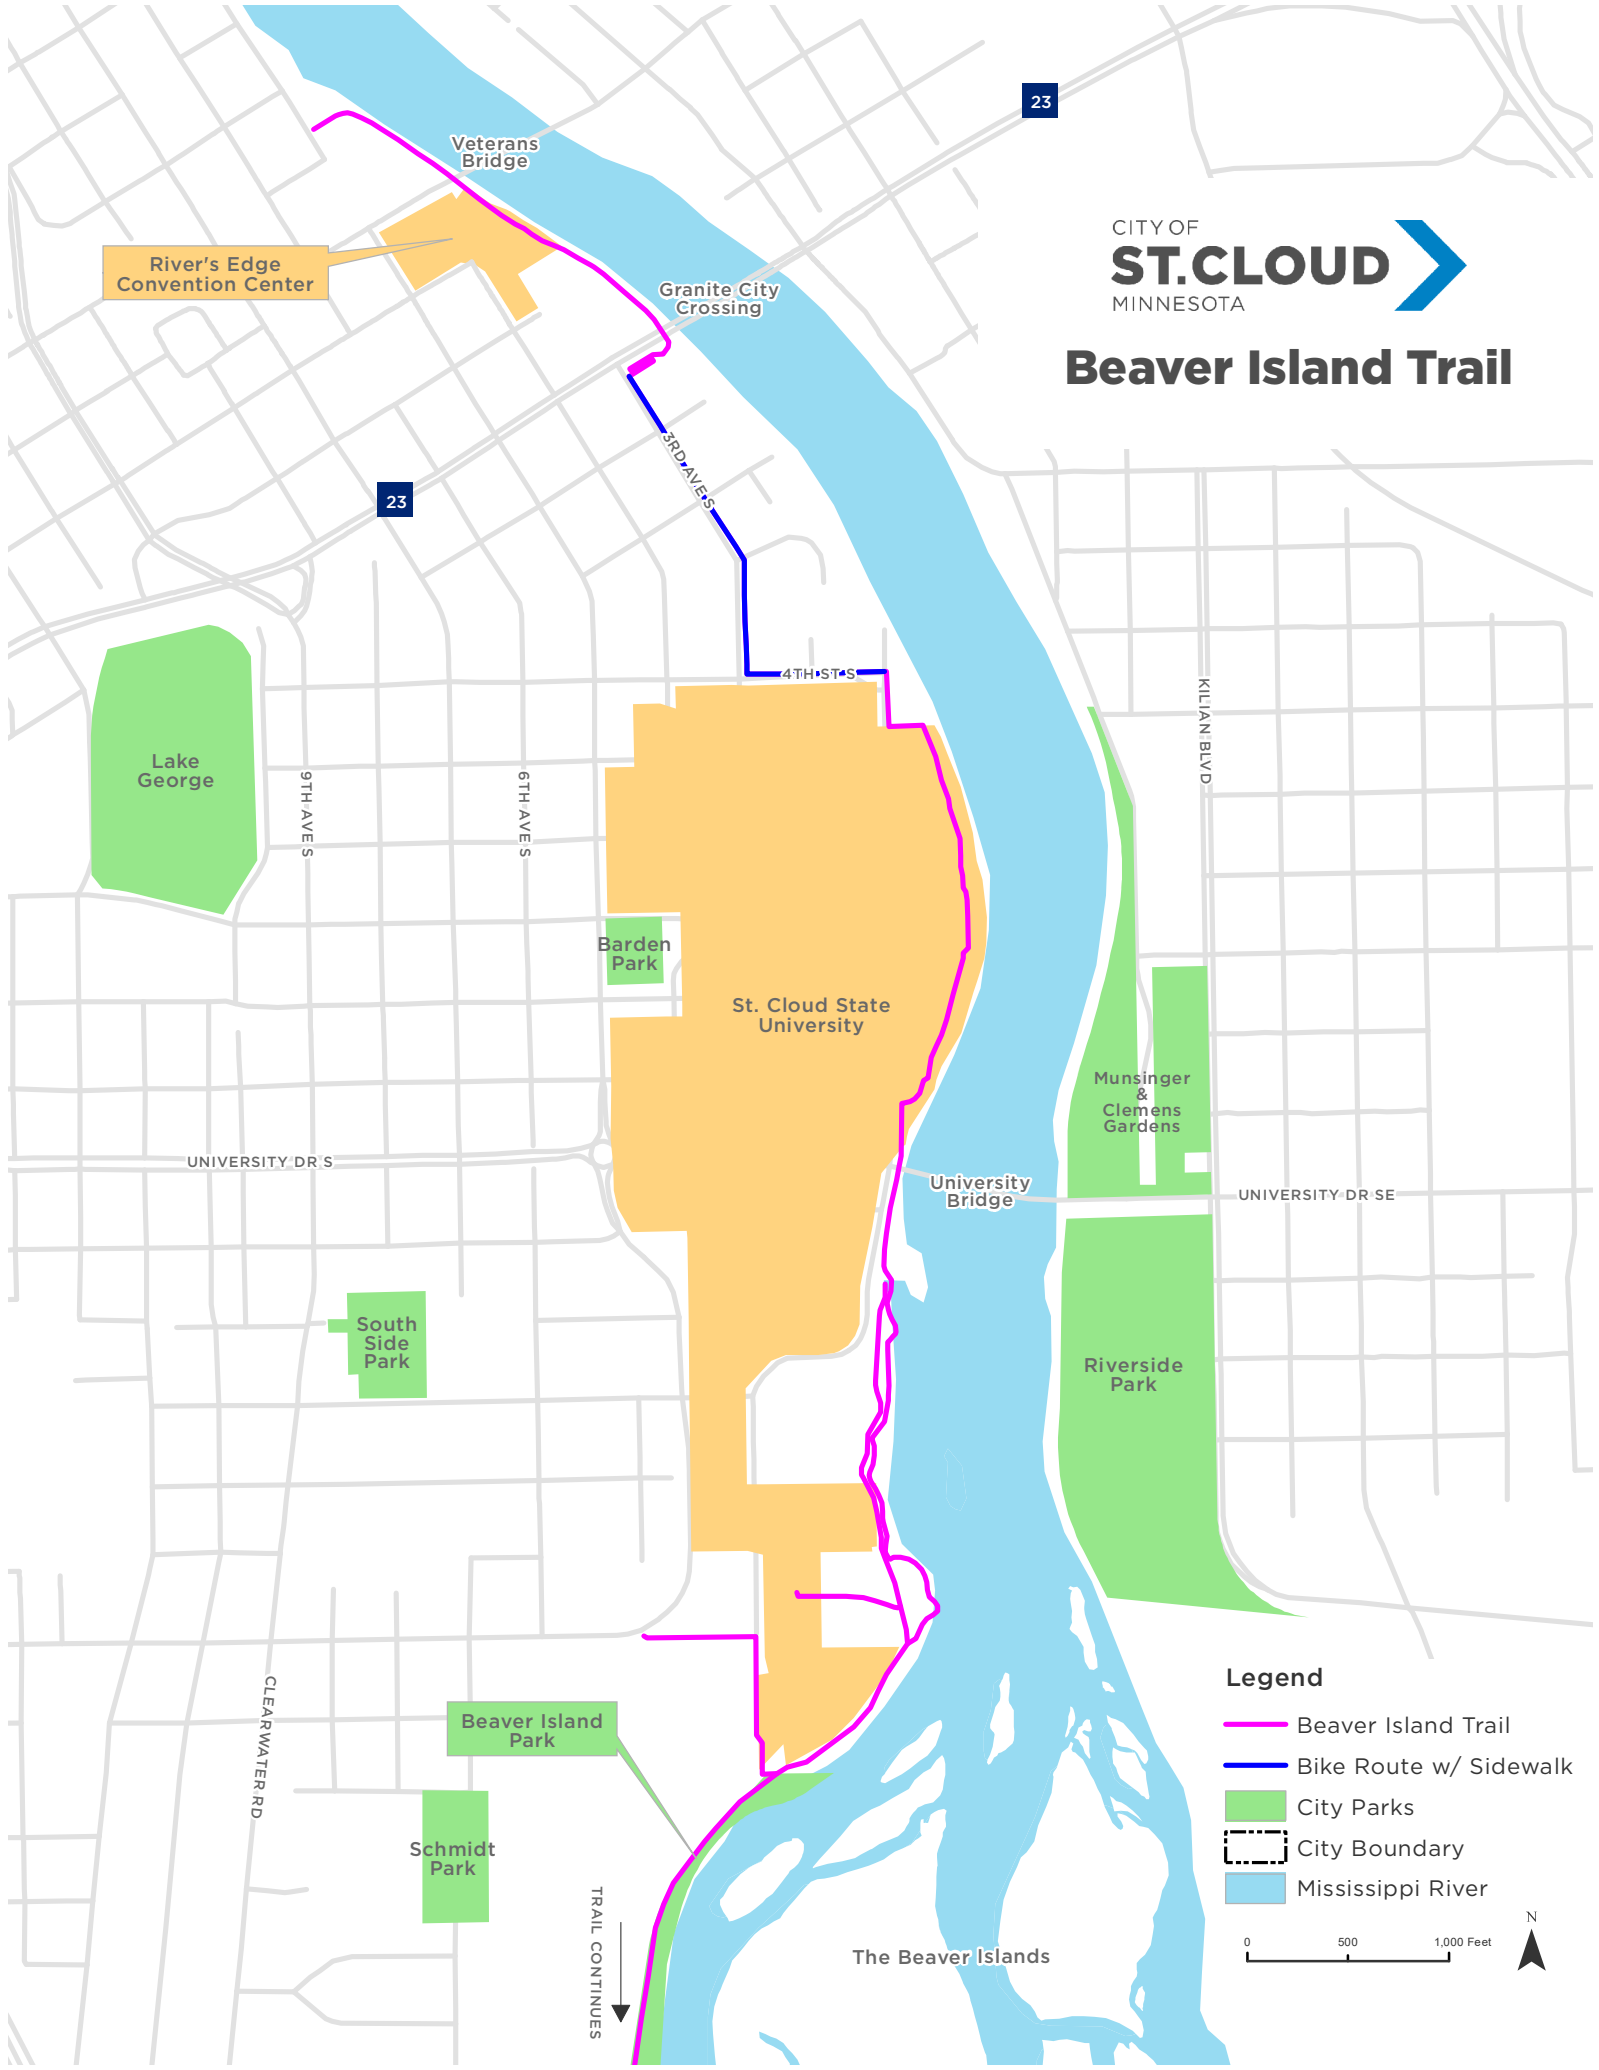 23
Veterans
Bridge
CITY OF
ST.CLOUD
MINNESOTA
River's Edge
Convention Center
Granite City
Crossing
Beaver Island Trail
3RD AVE S
23
4TH ST S
KILIAN BLVD
Lake
George
9TH AVE S
6TH AVE S
Barden
Park
St. Cloud State
University
Munsinger
&
Clemens
Gardens
UNIVERSITY DR S
University
Bridge
UNIVERSITY DR SE
South
Side
Park
Riverside
Park
CLEARWATER RD
Beaver Island
Park
Schmidt
Park
TRAIL CONTINUES
The Beaver Islands
Legend
Beaver Island Trail
Bike Route w/ Sidewalk
City Parks
City Boundary
Mississippi River
N
0 500 1,000 Feet